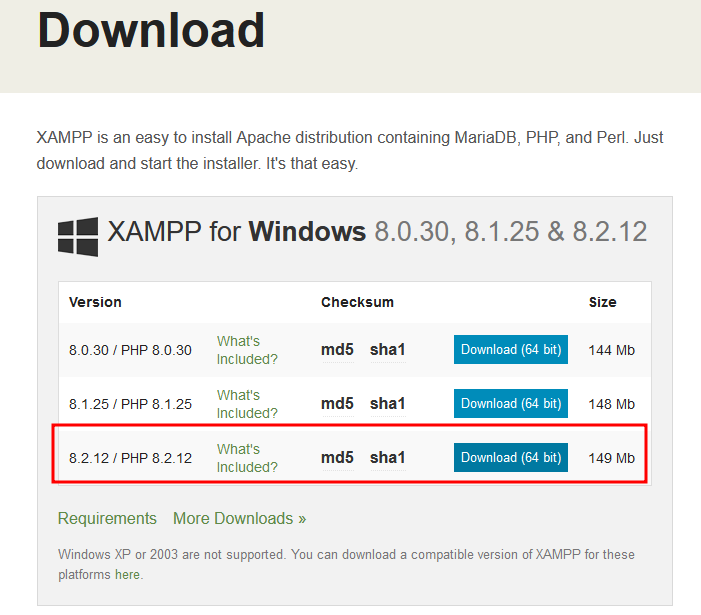 Download
XAMPP is an easy to install Apache distribution containing MariaDB, PHP, and Perl. Just
download and start the installer. It's that easy.
XAMPP for Windows 8.0.30, 8.1.25 & 8.2.12
Version Checksum Size
8.0.30 / PHP 8.0.30 What's Included? md5 sha1 Download (64 bit) 144 Mb
8.1.25 / PHP 8.1.25 What's Included? md5 sha1 Download (64 bit) 148 Mb
8.2.12 / PHP 8.2.12 What's Included? md5 sha1 Download (64 bit) 149 Mb
Requirements More Downloads »
Windows XP or 2003 are not supported. You can download a compatible version of XAMPP for these
platforms here.